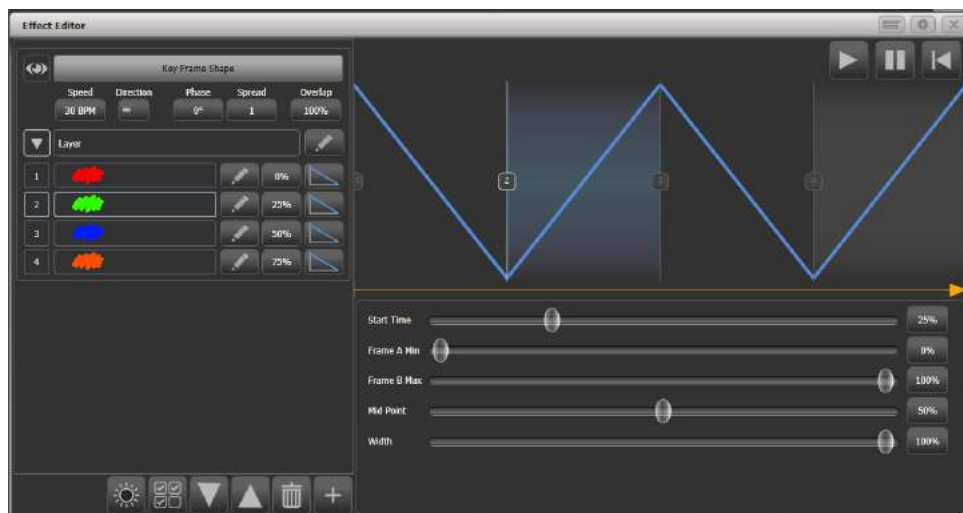 Effect Editor
Key Frame Shape
Speed Direction Phase Spread Overlap
30 BPM 0° 1 100%
Layer
1 0%
2 25%
3 50%
4 75%
2 3 4
Start Time 25%
Frame A Min 0%
Frame B Max 100%
Mid Point 50%
Width 100%